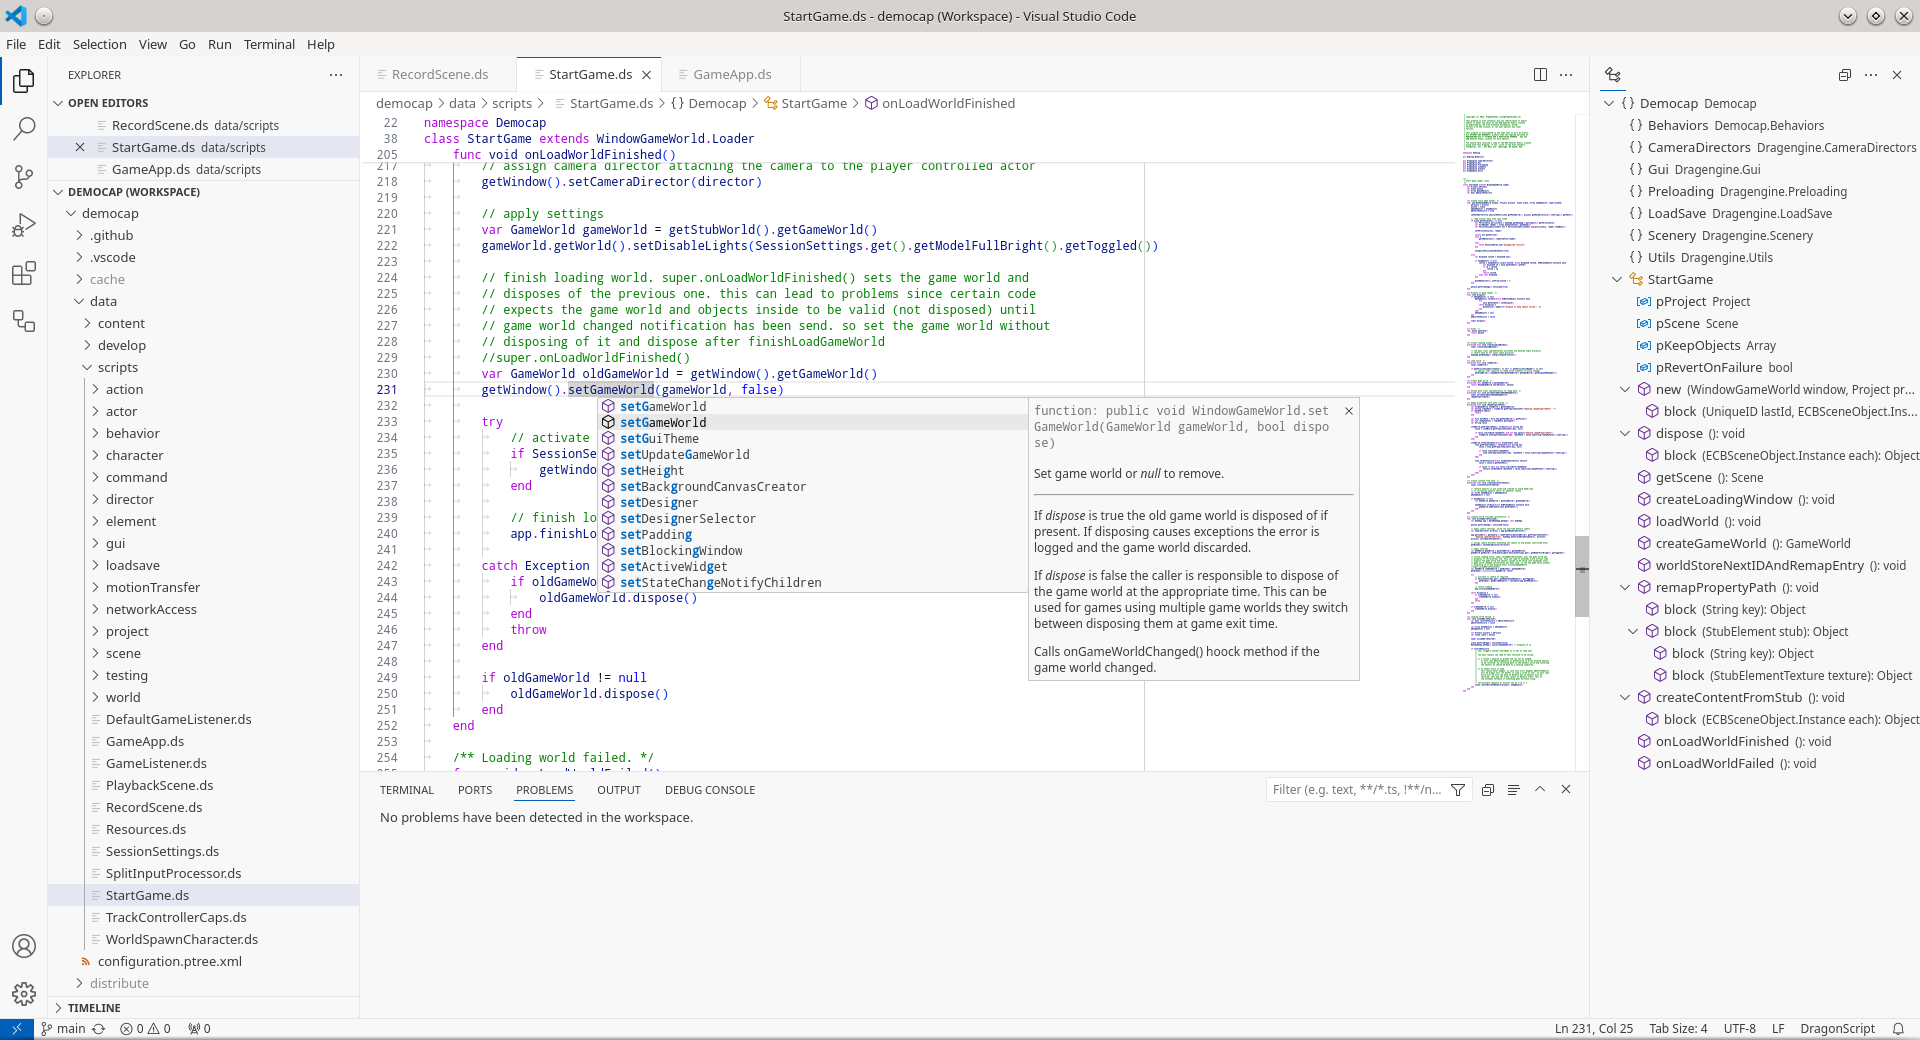 StartGame.ds - democap (Workspace) - Visual Studio Code
File Edit Selection View Go Run Terminal Help
EXPLORER
OPEN EDITORS
RecordScene.ds data/scripts
StartGame.ds data/scripts
GameApp.ds data/scripts
DEMOCAP (WORKSPACE)
democap
.github
.vscode
cache
data
content
develop
scripts
action
actor
behavior
character
command
director
element
gui
loadsave
motionTransfer
networkAccess
project
scene
testing
world
DefaultGameListener.ds
GameApp.ds
GameListener.ds
PlaybackScene.ds
RecordScene.ds
Resources.ds
SessionSettings.ds
SplitInputProcessor.ds
StartGame.ds
TrackControllerCaps.ds
WorldSpawnCharacter.ds
configuration.ptree.xml
distribute
TIMELINE
RecordScene.ds StartGame.ds GameApp.ds
democap > data > scripts > StartGame.ds > {} Democap > StartGame > onLoadWorldFinished
22 namespace Democap
38 class StartGame extends WindowGameWorld.Loader
205 func void onLoadWorldFinished()
217 // assign camera director attaching the camera to the player controlled actor
218 getWindow().setCameraDirector(director)
219
220 // apply settings
221 var GameWorld gameWorld = getStubWorld().getGameWorld()
222 gameWorld.getWorld().setDisableLights(SessionSettings.get().getModelFullBright().getToggled())
223
224 // finish loading world. super.onLoadWorldFinished() sets the game world and
225 // disposes of the previous one. this can lead to problems since certain code
226 // expects the game world and objects inside to be valid (not disposed) until
227 // game world changed notification has been send. so set the game world without
228 // disposing of it and dispose after finishLoadGameWorld
229 //super.onLoadWorldFinished()
230 var GameWorld oldGameWorld = getWindow().getGameWorld()
231 getWindow().setGameWorld(gameWorld, false)
232
233 try
234 // activate
235 if SessionSe
236 getWindo
237 end
238
239 // finish lo
240 app.finishLo
241
242 catch Exception
243 if oldGameWo
244 oldGameWorld.dispose()
245 end
246 throw
247 end
248
249 if oldGameWorld != null
250 oldGameWorld.dispose()
251 end
252 end
253
254 /** Loading world failed. */
setGameWorld
setGameWorld
setGuiTheme
setUpdateGameWorld
setHeight
setBackgroundCanvasCreator
setDesigner
setDesignerSelector
setPadding
setBlockingWindow
setActiveWidget
setStateChangeNotifyChildren
function: public void WindowGameWorld.set
GameWorld(GameWorld gameWorld, bool dispo
se)
Set game world or null to remove.
If dispose is true the old game world is disposed of if
present. If disposing causes exceptions the error is
logged and the game world discarded.
If dispose is false the caller is responsible to dispose of
the game world at the appropriate time. This can be
used for games using multiple game worlds they switch
between disposing them at game exit time.
Calls onGameWorldChanged() hoock method if the
game world changed.
TERMINAL PORTS PROBLEMS OUTPUT DEBUG CONSOLE
Filter (e.g. text, **/*.ts, !**/n...
No problems have been detected in the workspace.
{} Democap Democap
{} Behaviors Democap.Behaviors
{} CameraDirectors Dragengine.CameraDirectors
{} Gui Dragengine.Gui
{} Preloading Dragengine.Preloading
{} LoadSave Dragengine.LoadSave
{} Scenery Dragengine.Scenery
{} Utils Dragengine.Utils
StartGame
pProject Project
pScene Scene
pKeepObjects Array
pRevertOnFailure bool
new (WindowGameWorld window, Project pr...
block (UniqueID lastId, ECBSceneObject.Ins...
dispose (): void
block (ECBSceneObject.Instance each): Object
getScene (): Scene
createLoadingWindow (): void
loadWorld (): void
createGameWorld (): GameWorld
worldStoreNextIDAndRemapEntry (): void
remapPropertyPath (): void
block (String key): Object
block (StubElement stub): Object
block (String key): Object
block (StubElementTexture texture): Object
createContentFromStub (): void
block (ECBSceneObject.Instance each): Object
onLoadWorldFinished (): void
onLoadWorldFailed (): void
main 0 0 0
Ln 231, Col 25 Tab Size: 4 UTF-8 LF DragonScript